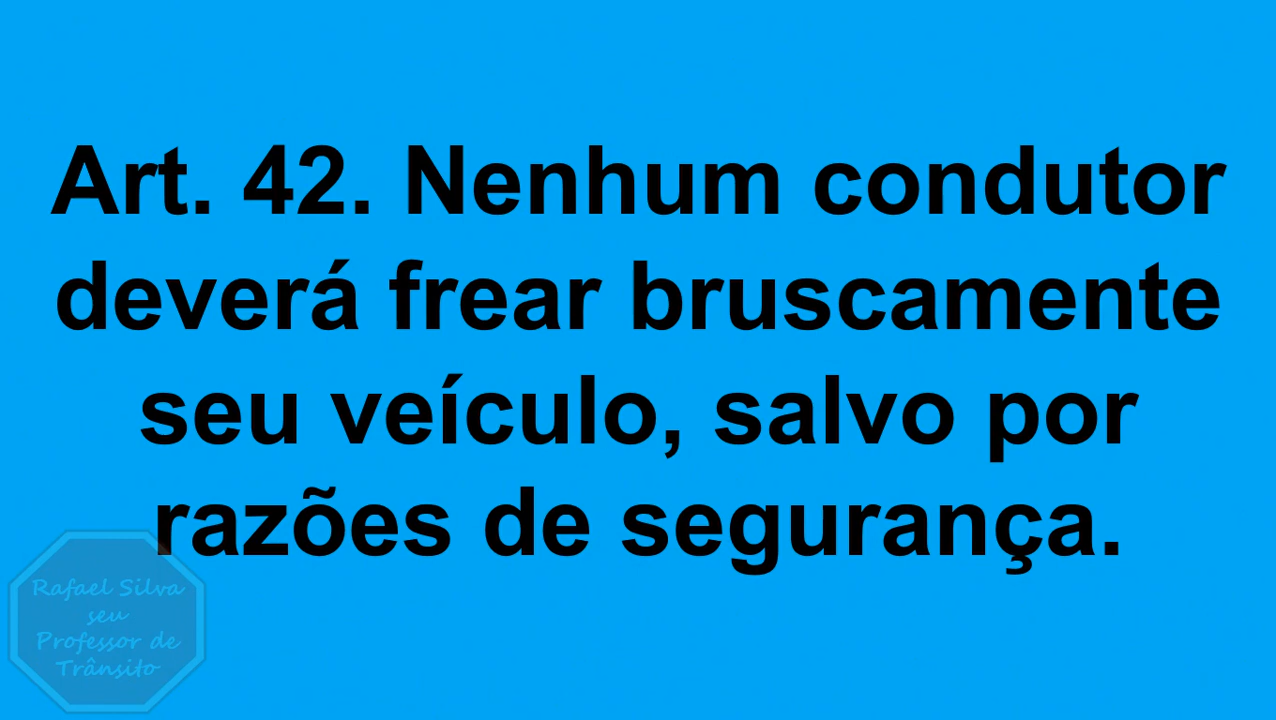 Art. 42. Nenhum condutor
deverá frear bruscamente
seu veículo, salvo por
razões de segurança.
Rafael Silva
seu
Professor de
Trânsito